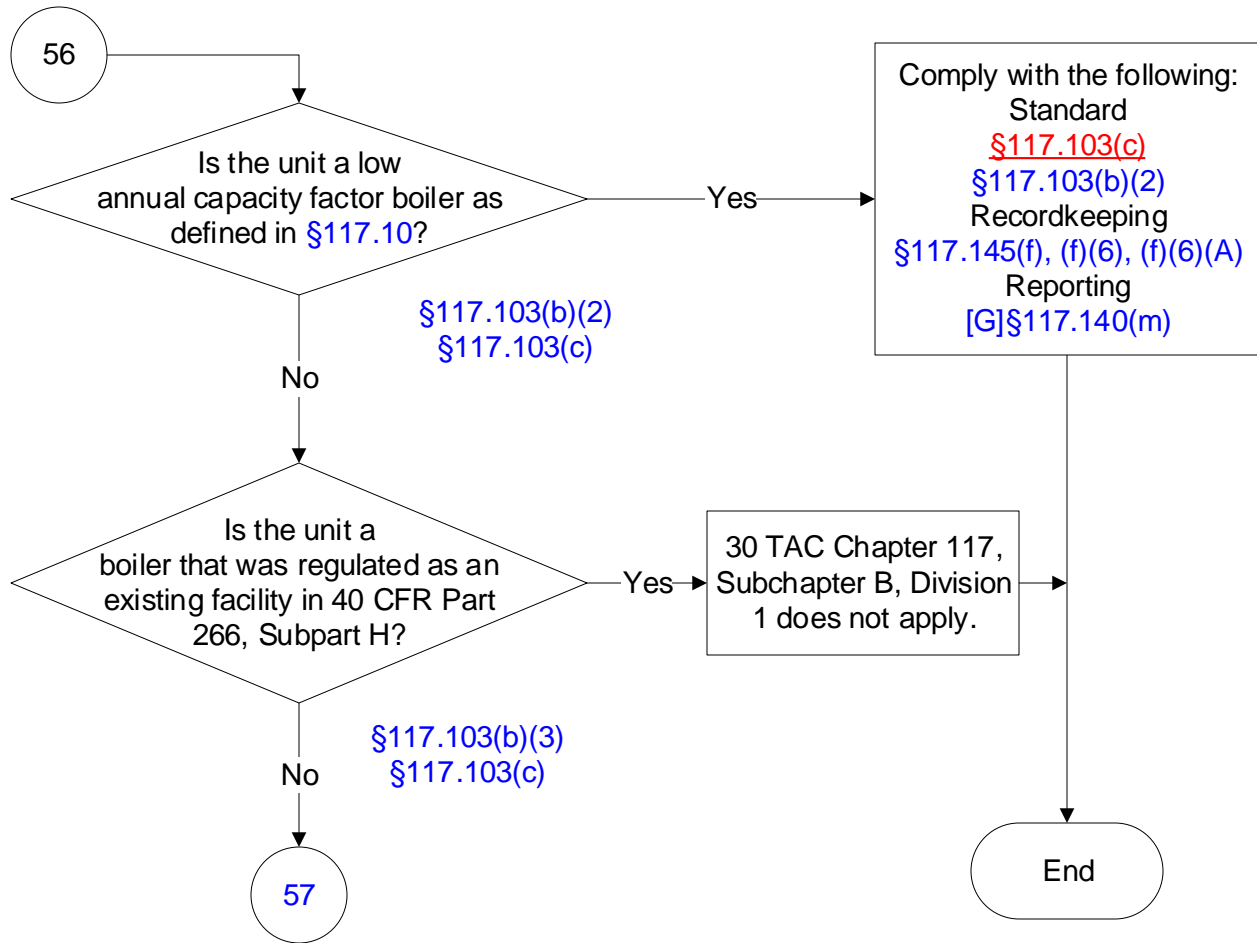 56
Is the unit a low
annual capacity factor boiler as
defined in §117.10?
Yes
Comply with the following:
Standard
§117.103(c)
§117.103(b)(2)
Recordkeeping
§117.145(f), (f)(6), (f)(6)(A)
Reporting
[G]§117.140(m)
§117.103(b)(2)
§117.103(c)
No
Is the unit a
boiler that was regulated as an
existing facility in 40 CFR Part
266, Subpart H?
Yes
30 TAC Chapter 117,
Subchapter B, Division
1 does not apply.
§117.103(b)(3)
§117.103(c)
No
57
End